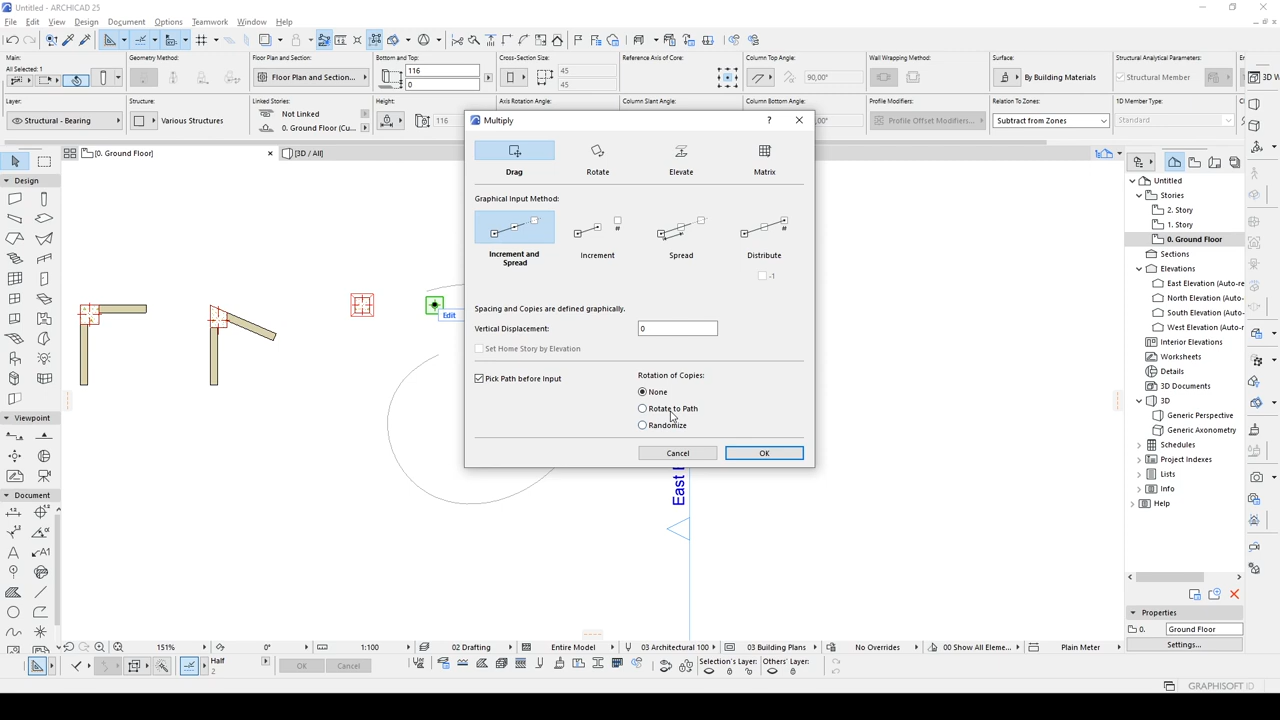 Untitled - ARCHICAD 25
File Edit View Design Document Options Teamwork Window Help
Main:
All Selected: 1
Geometry Method:
Floor Plan and Section:
Floor Plan and Section...
Bottom and Top:
116
0
Cross-Section Size:
45
45
Reference Axis of Core:
Column Top Angle:
90,00°
Wall Wrapping Method:
Surface:
By Building Materials
Structural Analytical Parameters:
Structural Member
3D
Layer:
Structural - Bearing
Structure:
Various Structures
Linked Stories:
Not Linked
0. Ground Floor (Cu...
Height:
116
Axis Rotation Angle:
Column Slant Angle:
Column Bottom Angle:
Profile Modifiers:
Profile Offset Modifiers...
Relation To Zones:
Subtract from Zones
1D Member Type:
Standard
[0. Ground Floor]
[3D / All]
Design
Viewpoint
Document
Edit
East
Multiply
?
Drag Rotate Elevate Matrix
Graphical Input Method:
Increment and
Spread
Increment
Spread
Distribute
-1
Spacing and Copies are defined graphically.
Vertical Displacement:
0
Set Home Story by Elevation
Pick Path before Input
Rotation of Copies:
None
Rotate to Path
Randomize
Cancel OK
Untitled
Stories
2. Story
1. Story
0. Ground Floor
Sections
Elevations
East Elevation (Auto-re
North Elevation (Auto-
South Elevation (Auto-
West Elevation (Auto-r
Interior Elevations
Worksheets
Details
3D Documents
3D
Generic Perspective
Generic Axonometry
Schedules
Project Indexes
Lists
Info
Help
Properties
0. Ground Floor
Settings...
151% 0° 1:100 02 Drafting Entire Model 03 Architectural 100 03 Building Plans No Overrides 00 Show All Eleme... Plain Meter
Half
2
OK Cancel
Selection's Layer: Others' Layer:
GRAPHISOFT ID